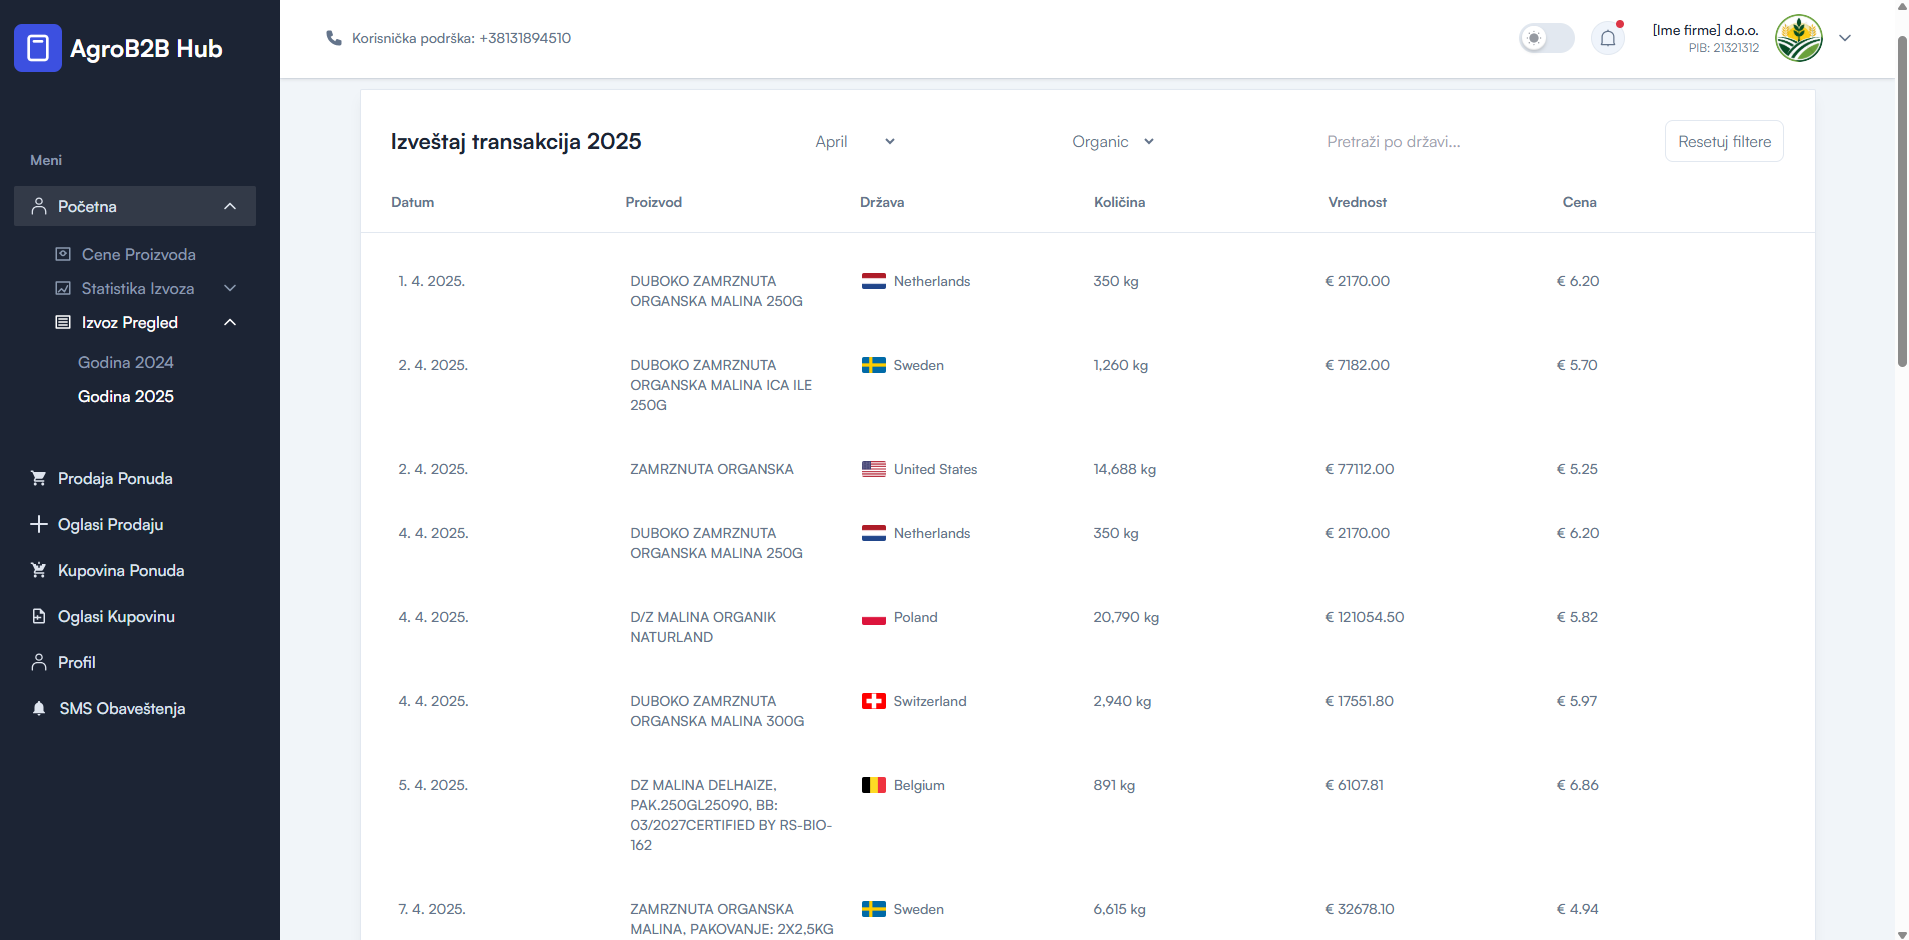 AgroB2B Hub
Korisnička podrška: +38131894510
[Ime firme] d.o.o.
PIB: 21321312
Meni
Početna
Cene Proizvoda
Statistika Izvoza
Izvoz Pregled
Godina 2024
Godina 2025
Prodaja Ponuda
Oglasi Prodaju
Kupovina Ponuda
Oglasi Kupovinu
Profil
SMS Obaveštenja
Izveštaj transakcija 2025
April
Organic
Pretraži po državi...
Resetuj filtere
Datum Proizvod Država Količina Vrednost Cena
1. 4. 2025. DUBOKO ZAMRZNUTA Netherlands 350 kg € 2170.00 € 6.20
ORGANSKA MALINA 250G
2. 4. 2025. DUBOKO ZAMRZNUTA Sweden 1,260 kg € 7182.00 € 5.70
ORGANSKA MALINA ICA ILE
250G
2. 4. 2025. ZAMRZNUTA ORGANSKA United States 14,688 kg € 77112.00 € 5.25
4. 4. 2025. DUBOKO ZAMRZNUTA Netherlands 350 kg € 2170.00 € 6.20
ORGANSKA MALINA 250G
4. 4. 2025. D/Z MALINA ORGANIK Poland 20,790 kg € 121054.50 € 5.82
NATURLAND
4. 4. 2025. DUBOKO ZAMRZNUTA Switzerland 2,940 kg € 17551.80 € 5.97
ORGANSKA MALINA 300G
5. 4. 2025. DZ MALINA DELHAIZE, Belgium 891 kg € 6107.81 € 6.86
PAK.250GL25090, BB:
03/2027CERTIFIED BY RS-BIO-
162
7. 4. 2025. ZAMRZNUTA ORGANSKA Sweden 6,615 kg € 32678.10 € 4.94
MALINA, PAKOVANJE: 2X2,5KG